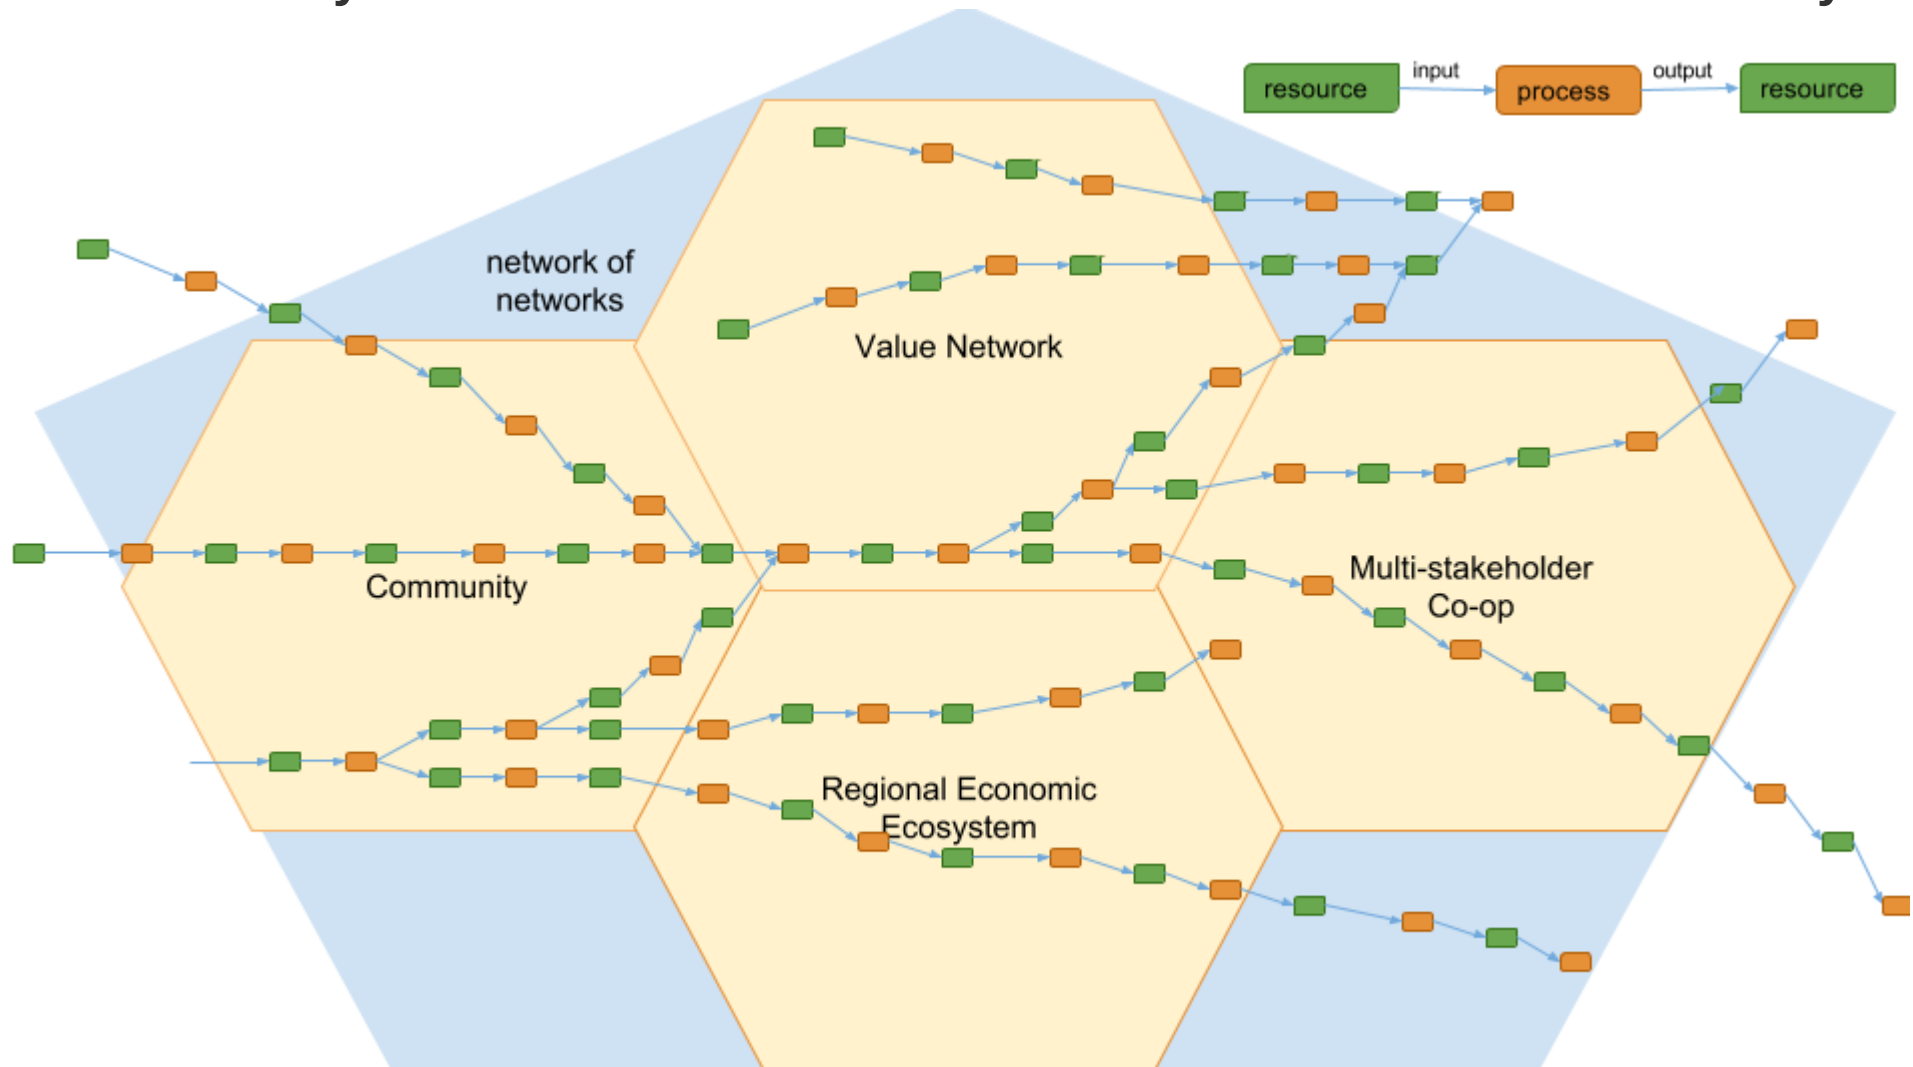 resource
input
process
output
resource
network of
networks
Value Network
Community
Multi-stakeholder
Co-op
Regional Economic
Ecosystem